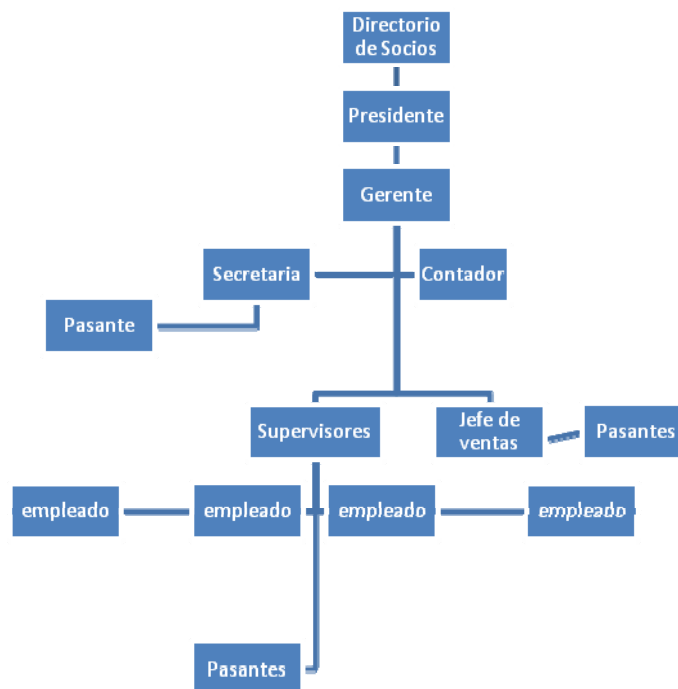 Directorio
de Socios
Presidente
Gerente
Secretaria
Contador
Pasante
Supervisores
Jefe de
ventas
Pasantes
empleado
empleado
empleado
empleado
Pasantes